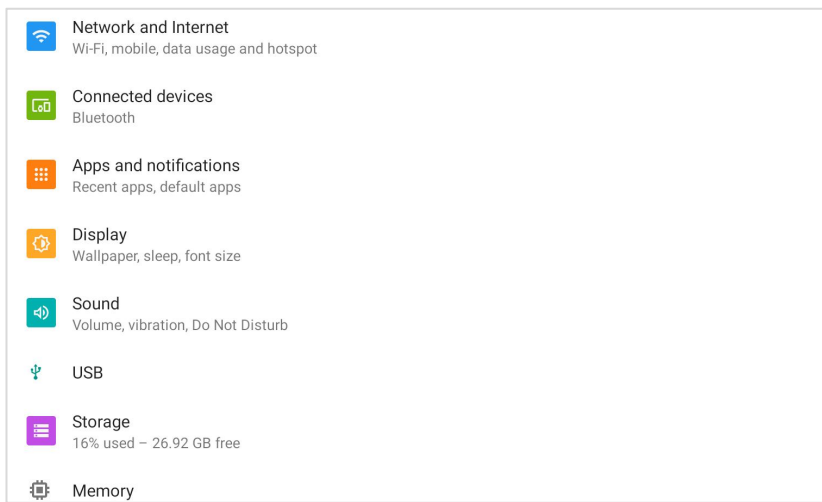 Network and Internet
Wi-Fi, mobile, data usage and hotspot
Connected devices
Bluetooth
Apps and notifications
Recent apps, default apps
Display
Wallpaper, sleep, font size
Sound
Volume, vibration, Do Not Disturb
USB
Storage
16% used – 26.92 GB free
Memory